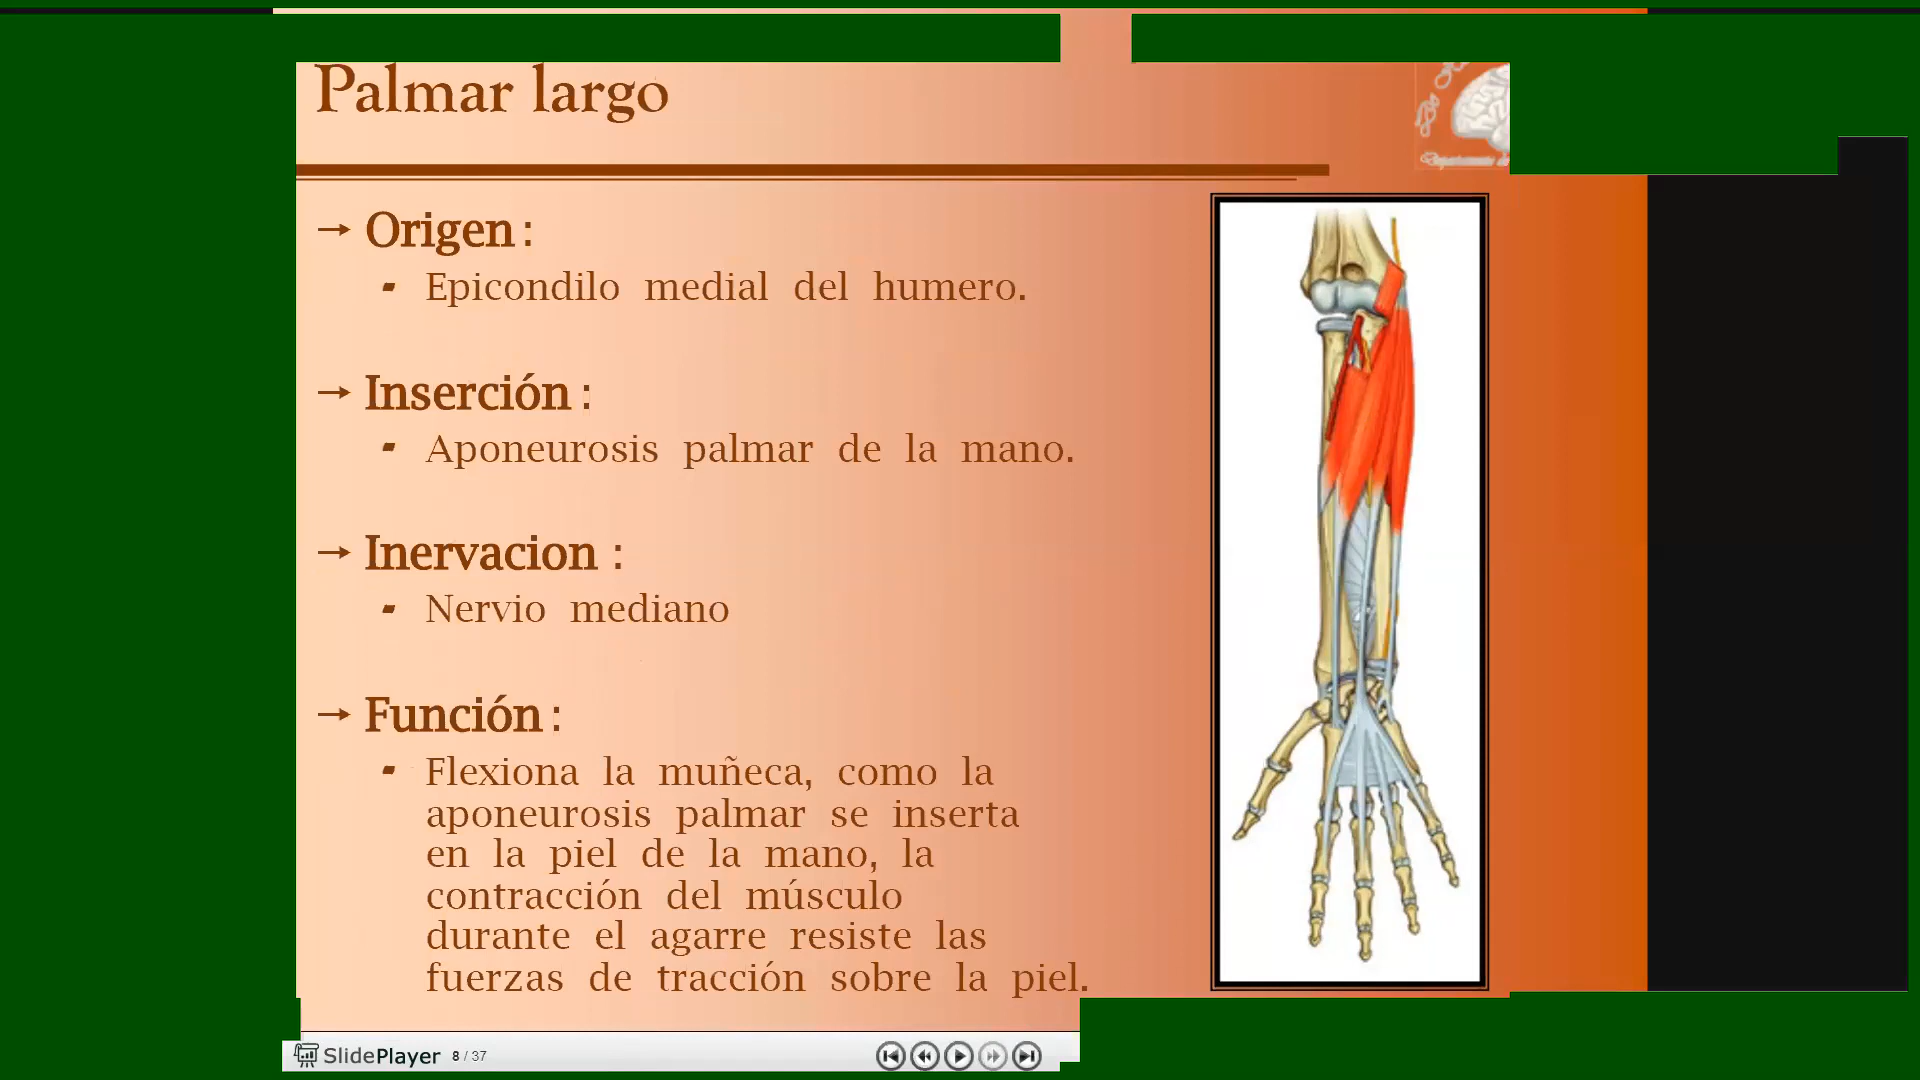 Palmar largo
→ Origen:
▪ Epicondilo medial del humero.
→ Inserción:
▪ Aponeurosis palmar de la mano.
→ Inervacion :
▪ Nervio mediano
→ Función:
▪ Flexiona la muñeca, como la
aponeurosis palmar se inserta
en la piel de la mano, la
contracción del músculo
durante el agarre resiste las
fuerzas de tracción sobre la piel.
SlidePlayer 8 / 37